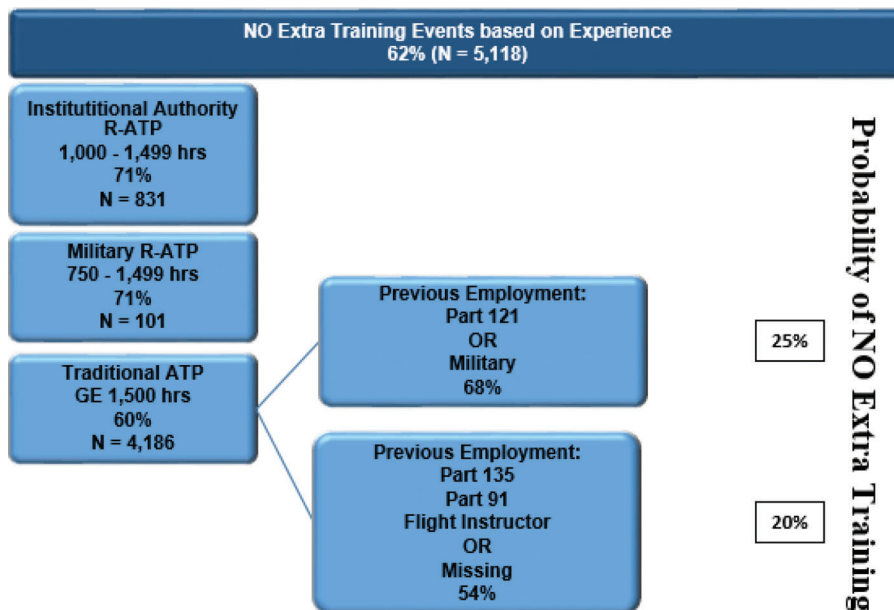 NO Extra Training Events based on Experience
62% (N = 5,118)
Institutitional Authority
R-ATP
1,000 - 1,499 hrs
71%
N = 831
Military R-ATP
750 - 1,499 hrs
71%
N = 101
Traditional ATP
GE 1,500 hrs
60%
N = 4,186
Previous Employment:
Part 121
OR
Military
68%
25%
Previous Employment:
Part 135
Part 91
Flight Instructor
OR
Missing
54%
20%
Probability of NO Extra Training